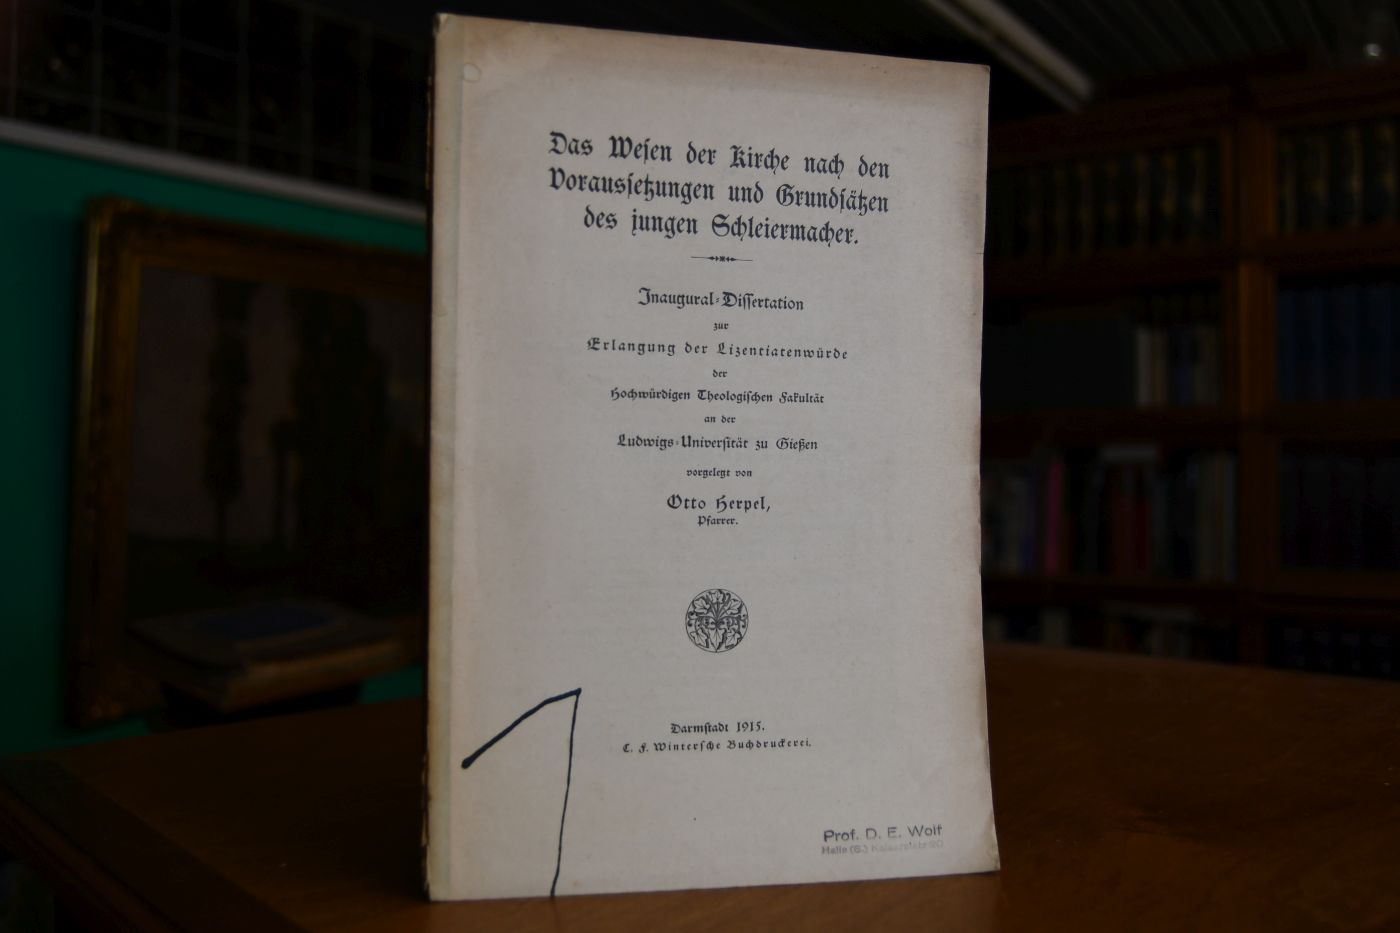 Das Wesen der Kirche nach den
Voraussetzungen und Grundsätzen
des jungen Schleiermacher.
Inaugural-Dissertation
zur
Erlangung der Lizentiatenwürde
der
Hochwürdigen Theologischen Fakultät
an der
Ludwigs-Universität zu Gießen
vorgelegt von
Otto Herpel,
Pfarrer.
Darmstadt 1915.
C. F. Wintersche Buchdruckerei.
Prof. D. E. Wolf
Halle (S.)
1